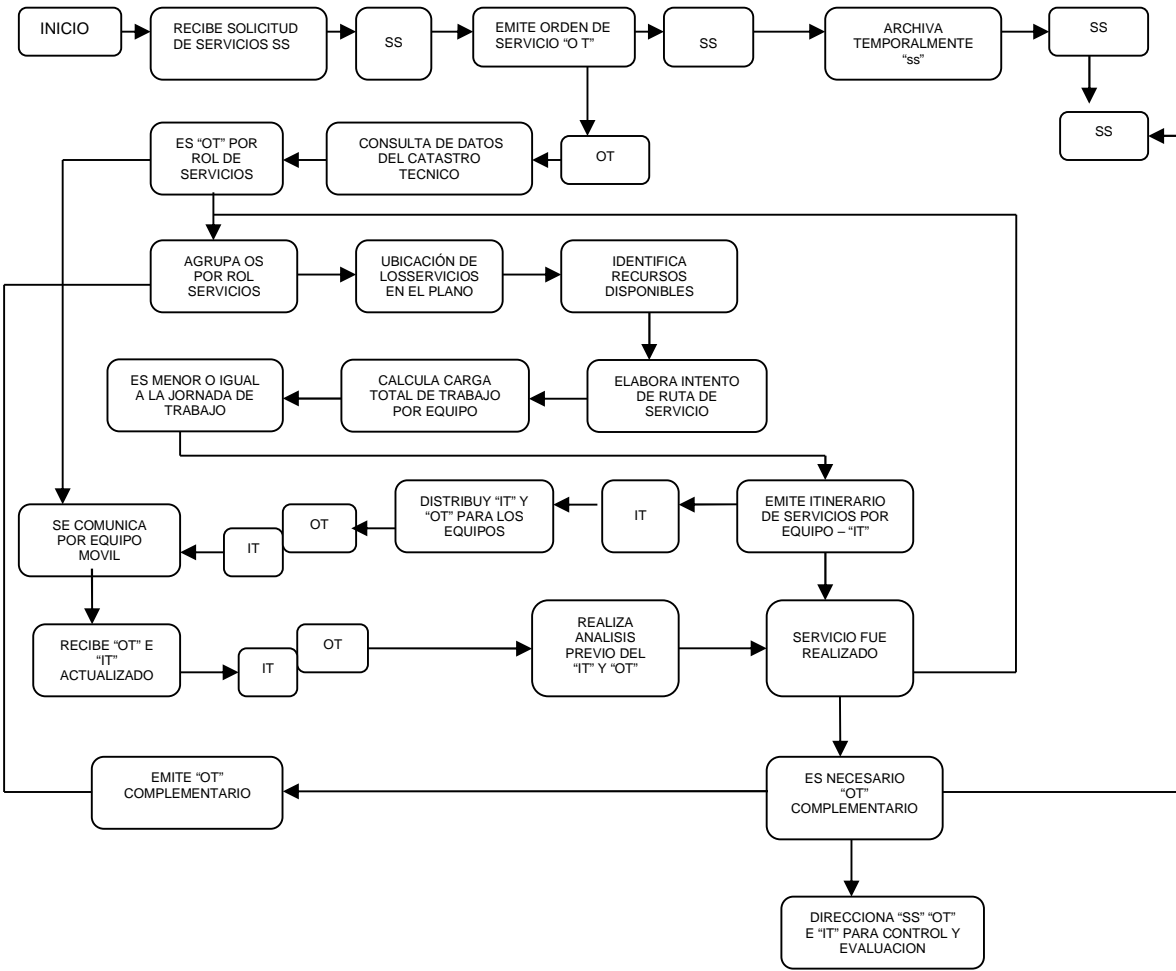 INICIO
RECIBE SOLICITUD
DE SERVICIOS SS
SS
EMITE ORDEN DE
SERVICIO “O T”
SS
ARCHIVA
TEMPORALMENTE
“ss”
SS
SS
ES “OT” POR
ROL DE
SERVICIOS
CONSULTA DE DATOS
DEL CATASTRO
TECNICO
OT
AGRUPA OS
POR ROL
SERVICIOS
UBICACIÓN DE
LOSSERVICIOS
EN EL PLANO
IDENTIFICA
RECURSOS
DISPONIBLES
ES MENOR O IGUAL
A LA JORNADA DE
TRABAJO
CALCULA CARGA
TOTAL DE TRABAJO
POR EQUIPO
ELABORA INTENTO
DE RUTA DE
SERVICIO
SE COMUNICA
POR EQUIPO
MOVIL
IT
OT
DISTRIBUY “IT” Y
“OT” PARA LOS
EQUIPOS
IT
EMITE ITINERARIO
DE SERVICIOS POR
EQUIPO – “IT”
RECIBE “OT” E
“IT”
ACTUALIZADO
IT
OT
REALIZA
ANALISIS
PREVIO DEL
“IT” Y “OT”
SERVICIO FUE
REALIZADO
EMITE “OT”
COMPLEMENTARIO
ES NECESARIO
“OT”
COMPLEMENTARIO
DIRECCIONA “SS” “OT”
E “IT” PARA CONTROL Y
EVALUACION